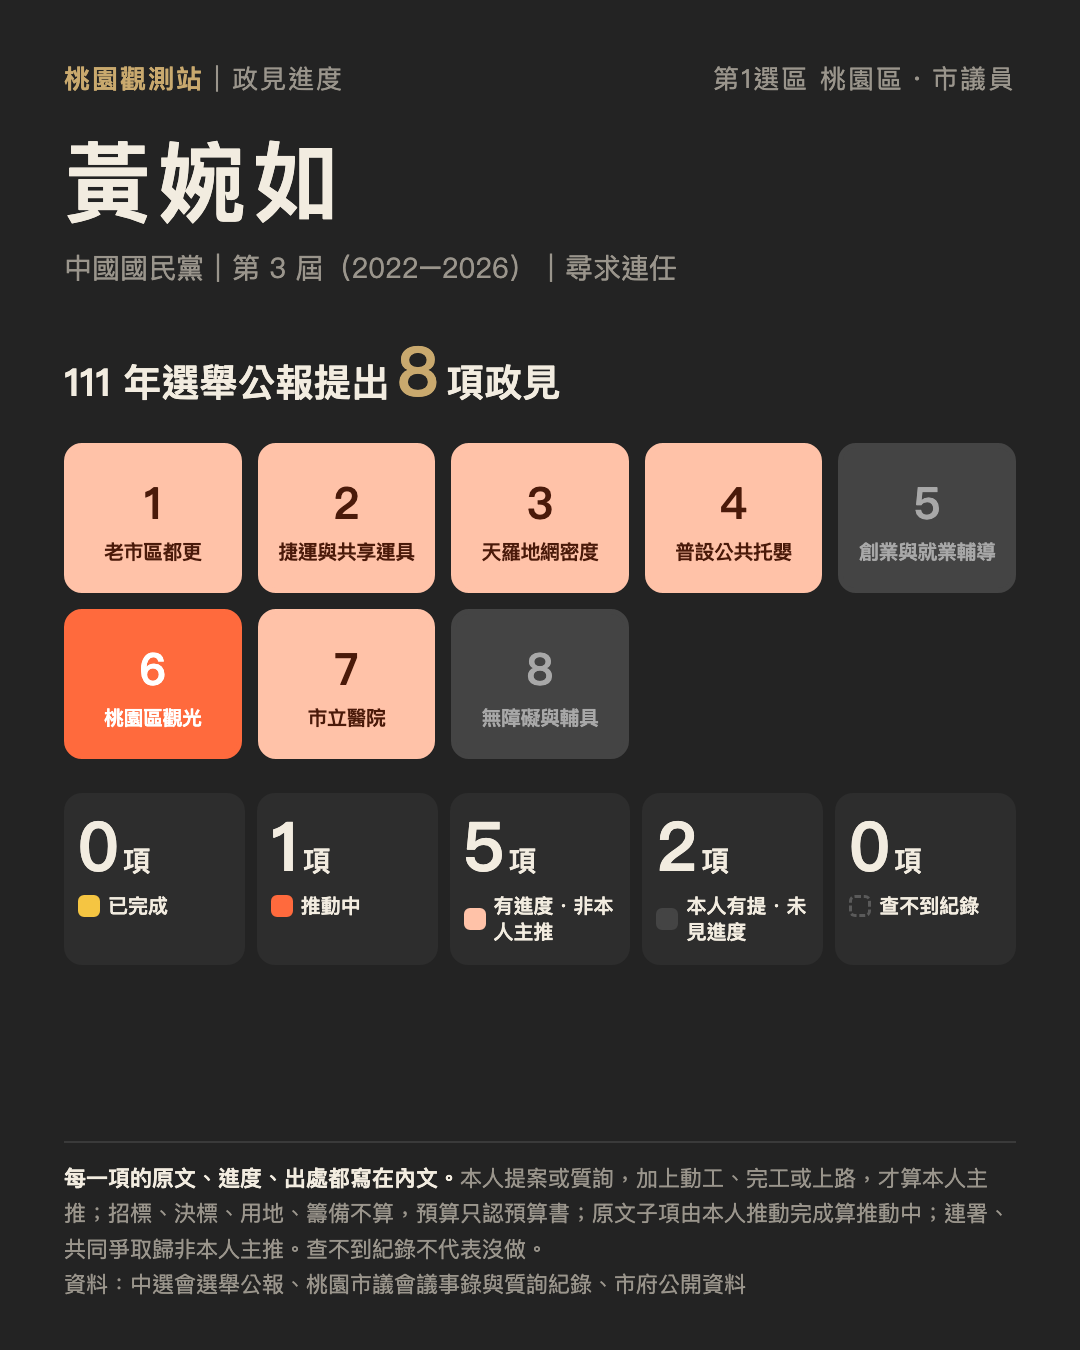 桃園觀測站｜政見進度
第1選區 桃園區·市議員
黃婉如
中國國民黨｜第 3 屆（2022—2026）｜尋求連任
111 年選舉公報提出 8 項政見
1
老市區都更
2
捷運與共享運具
3
天羅地網密度
4
普設公共托嬰
5
創業與就業輔導
6
桃園區觀光
7
市立醫院
8
無障礙與輔具
0項
已完成
1項
推動中
5項
有進度·非本
人主推
2項
本人有提·未
見進度
0項
查不到紀錄
每一項的原文、進度、出處都寫在內文。本人提案或質詢，加上動工、完工或上路，才算本人主
推；招標、決標、用地、籌備不算，預算只認預算書；原文子項由本人推動完成算推動中；連署、
共同爭取歸非本人主推。查不到紀錄不代表沒做。
資料：中選會選舉公報、桃園市議會議事錄與質詢紀錄、市府公開資料